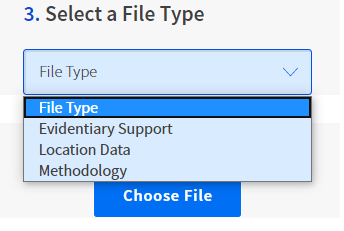 3. Select a File Type
File Type
File Type
Evidentiary Support
Location Data
Methodology
Choose File